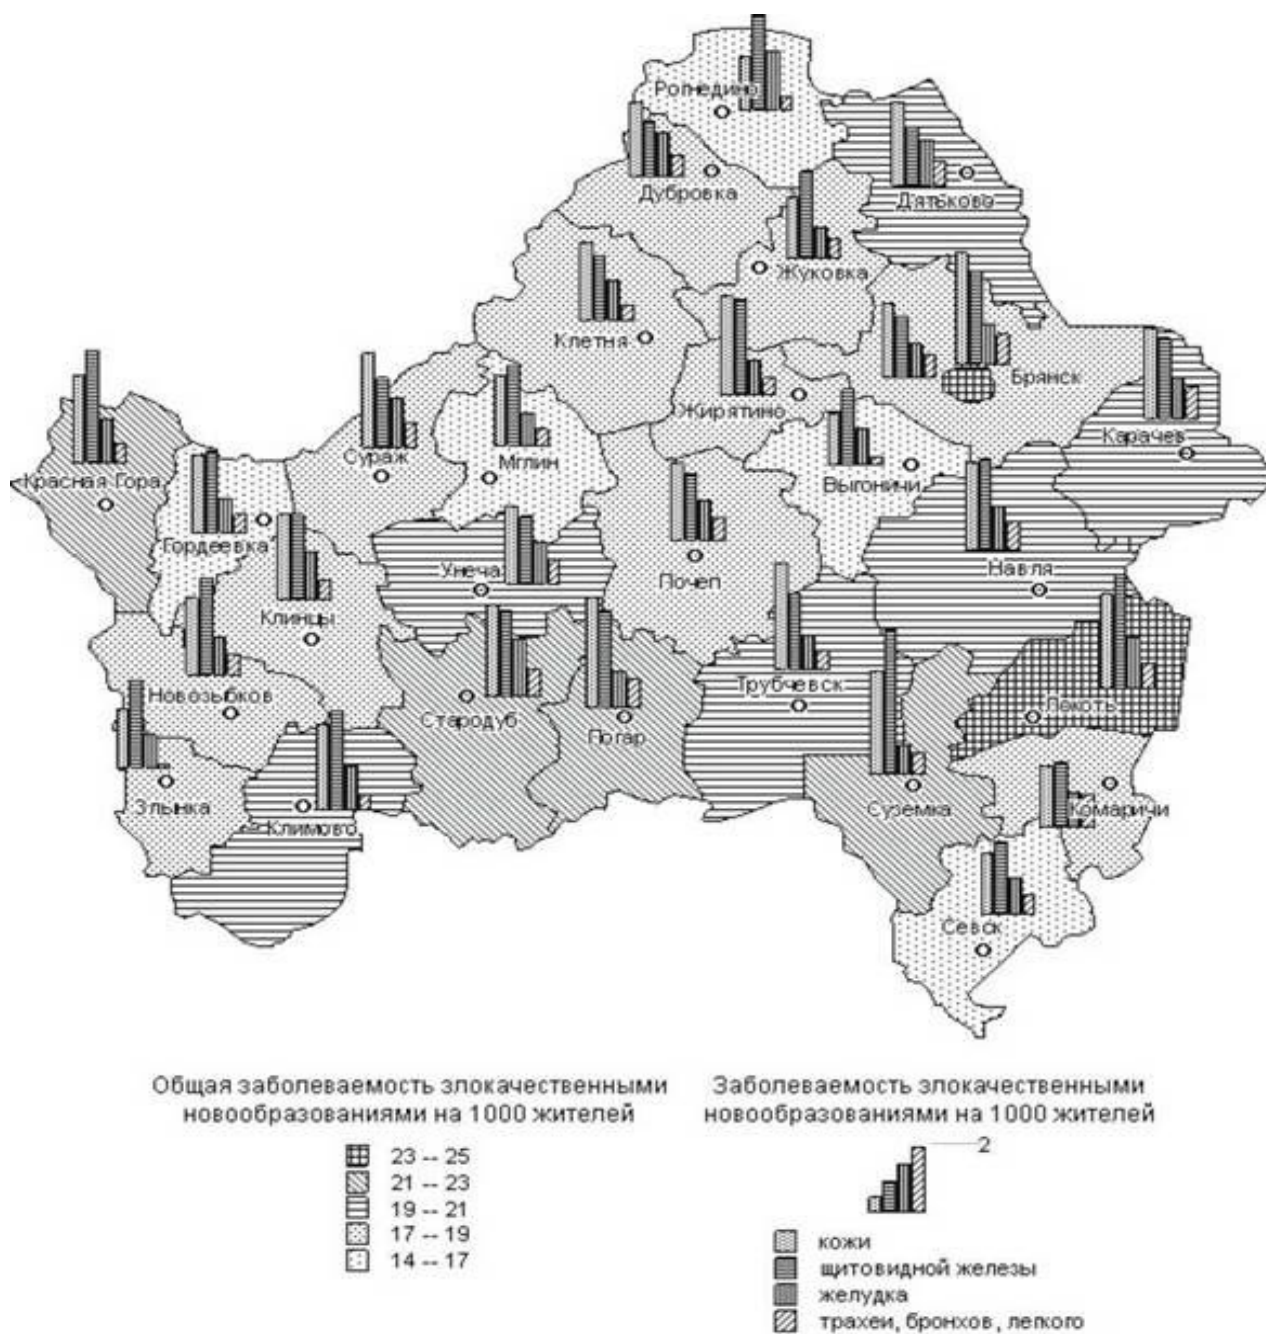 Рогнедино
Дубровка
Дятьково
Жуковка
Клетня
Брянск
Жирятино
Карачев
Сураж
Мглин
Выгоничи
Красная Гора
Гордеевка
Унеча
Почеп
Навля
Клинцы
Новозыбков
Стародуб
Погар
Трубчевск
Локоть
Злынка
Климово
Суземка
Комаричи
Севск
Общая заболеваемость злокачественными
новообразованиями на 1000 жителей
23 -- 25
21 -- 23
19 -- 21
17 -- 19
14 -- 17
Заболеваемость злокачественными
новообразованиями на 1000 жителей
2
кожи
щитовидной железы
желудка
трахеи, бронхов, легкого